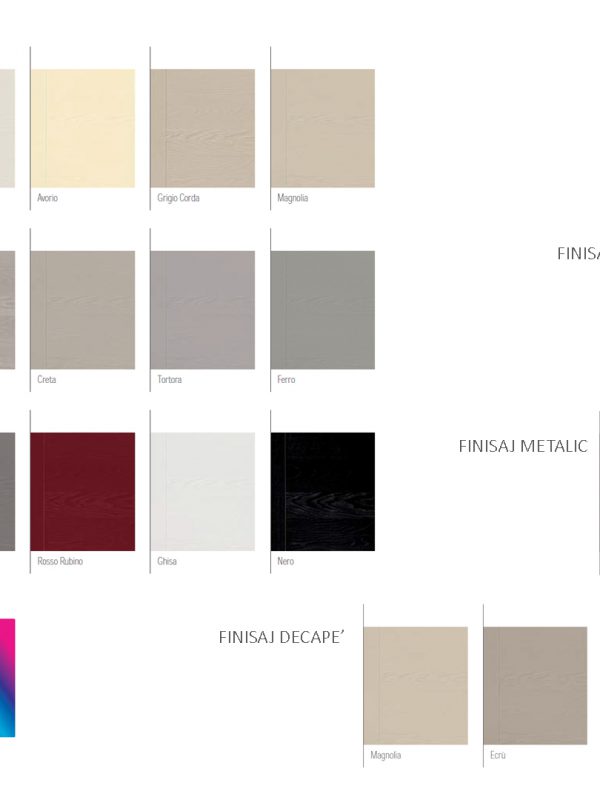 Avorio
Grigio Corda
Magnolia
FINISA
Creta
Tortora
Ferro
FINISAJ METALIC
Rosso Rubino
Ghisa
Nero
FINISAJ DECAPE’
Magnolia
Ecrù